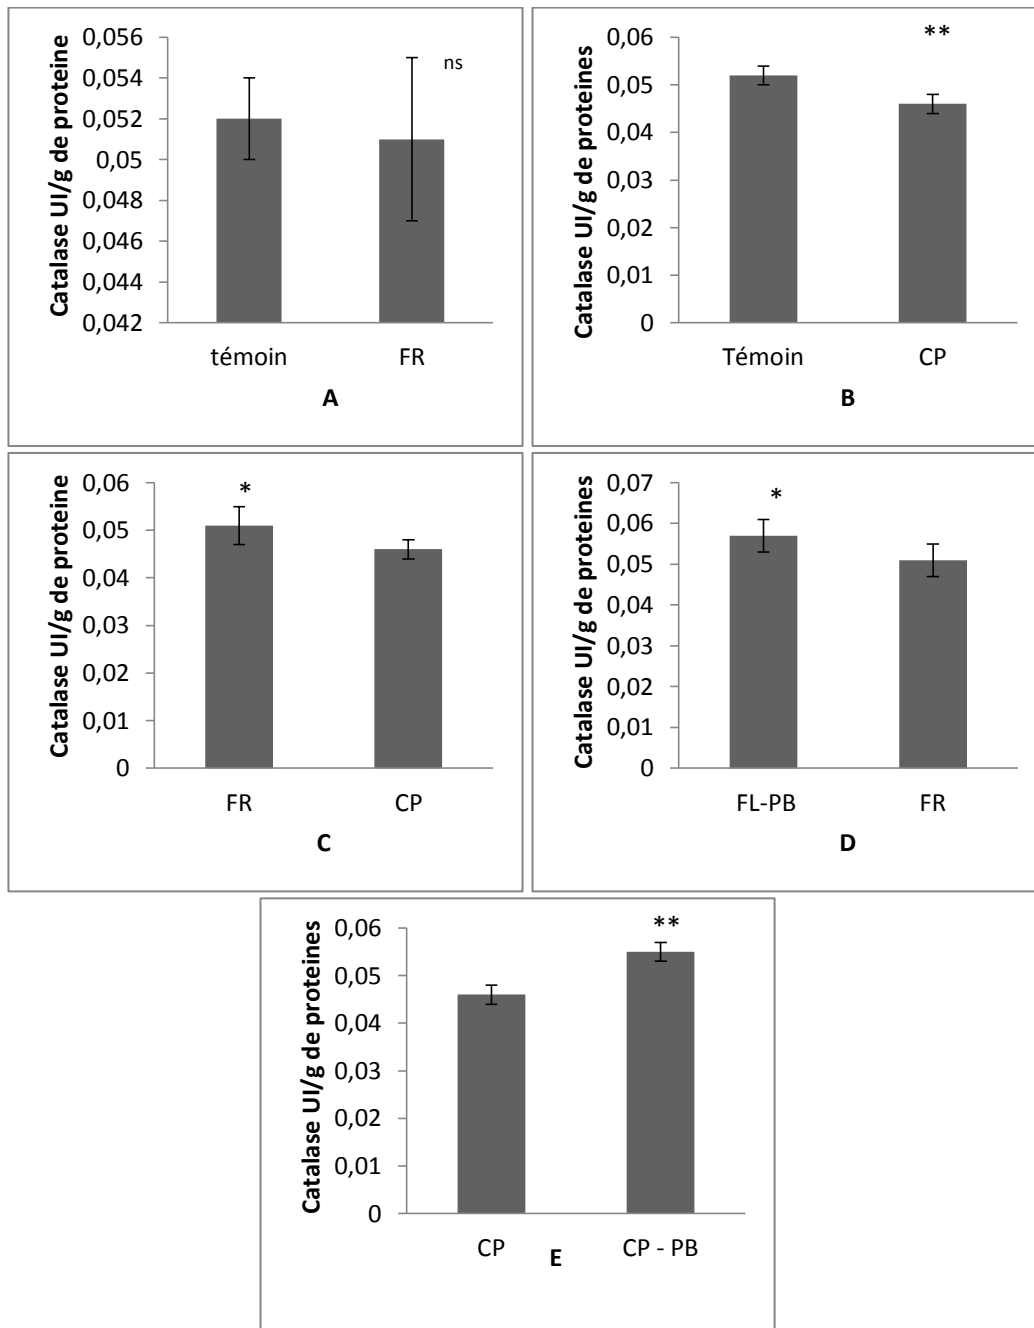 Catalase UI/g de proteine
0,056
0,054
0,052
0,05
0,048
0,046
0,044
0,042
ns
témoin FR
A
Catalase UI/g de proteines
0,06
0,05
0,04
0,03
0,02
0,01
0
**
Témoin CP
B
Catalase UI/g de proteine
0,06
0,05
0,04
0,03
0,02
0,01
0
*
FR CP
C
Catalase UI/g de proteines
0,07
0,06
0,05
0,04
0,03
0,02
0,01
0
*
FL-PB FR
D
Catalase UI/g de proteines
0,06
0,05
0,04
0,03
0,02
0,01
0
**
CP CP - PB
E